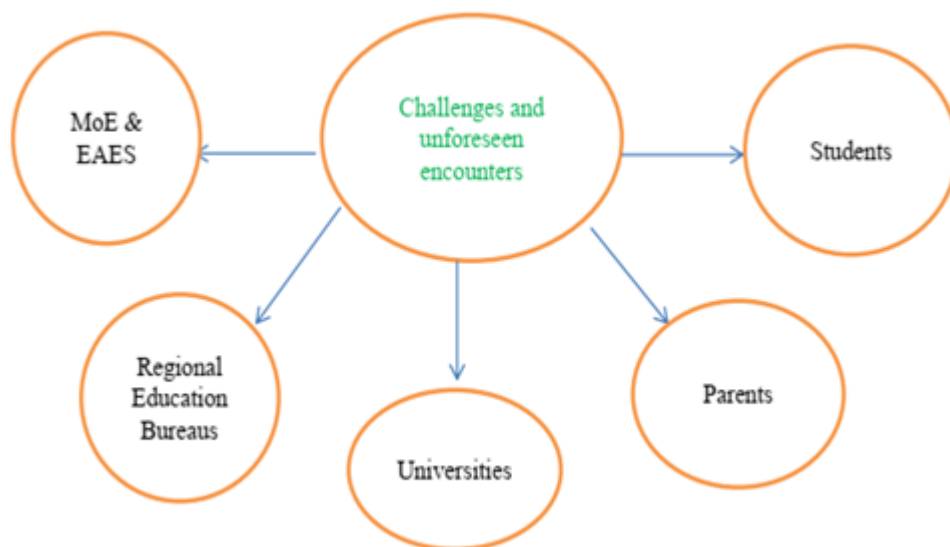 MoE &
EAES
Challenges and
unforeseen
encounters
Students
Regional
Education
Bureaus
Universities
Parents